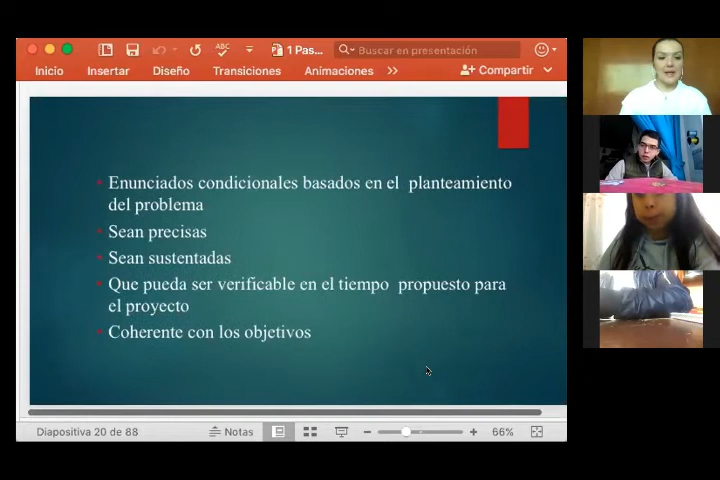 ABC
1 Pas...
Buscar en presentación
Inicio
Insertar
Diseño
Transiciones
Animaciones
Compartir
Enunciados condicionales basados en el planteamiento
del problema
Sean precisas
Sean sustentadas
Que pueda ser verificable en el tiempo propuesto para
el proyecto
Coherente con los objetivos
Diapositiva 20 de 88
Notas
66%